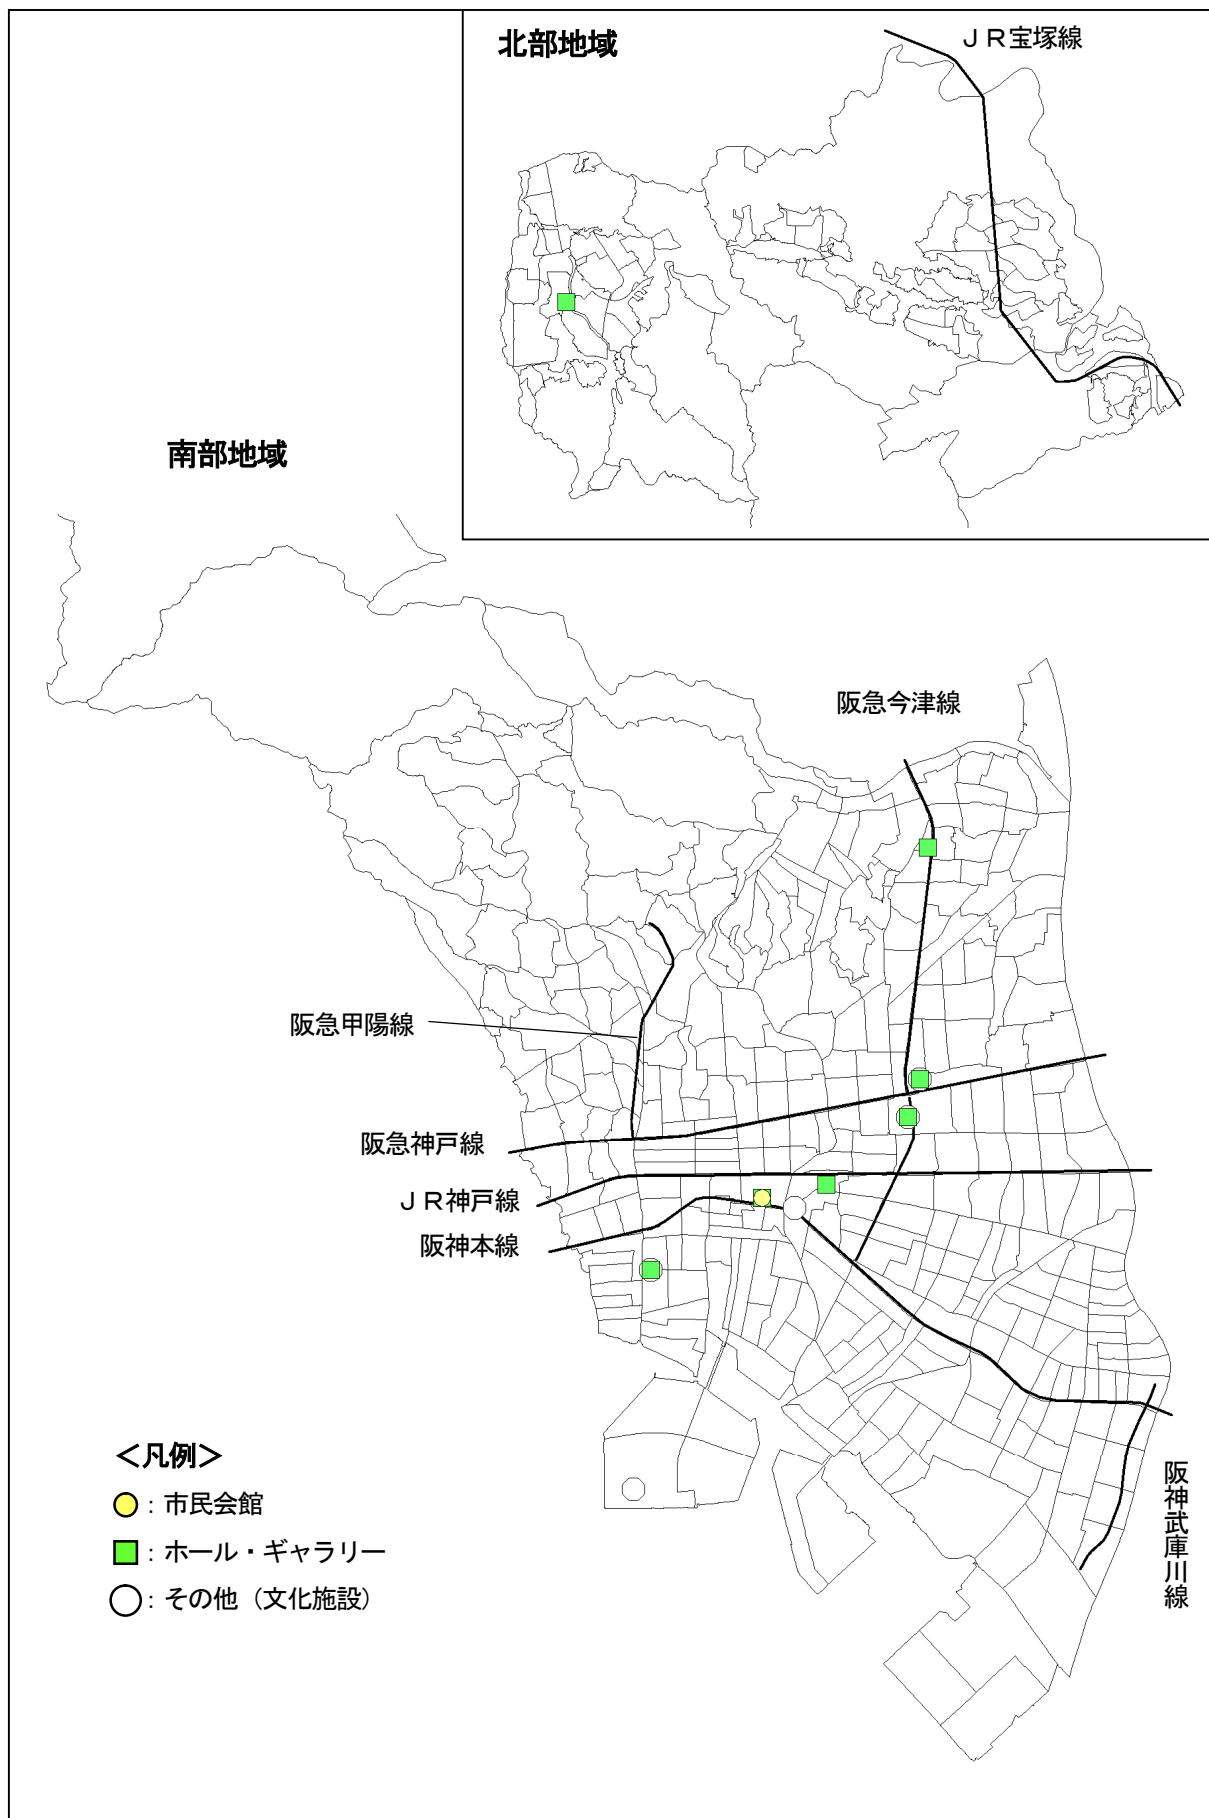 北部地域
ＪＲ宝塚線
南部地域
阪急今津線
阪急甲陽線
阪急神戸線
ＪＲ神戸線
阪神本線
阪神武庫川線
＜凡例＞
：市民会館
：ホール・ギャラリー
：その他（文化施設）